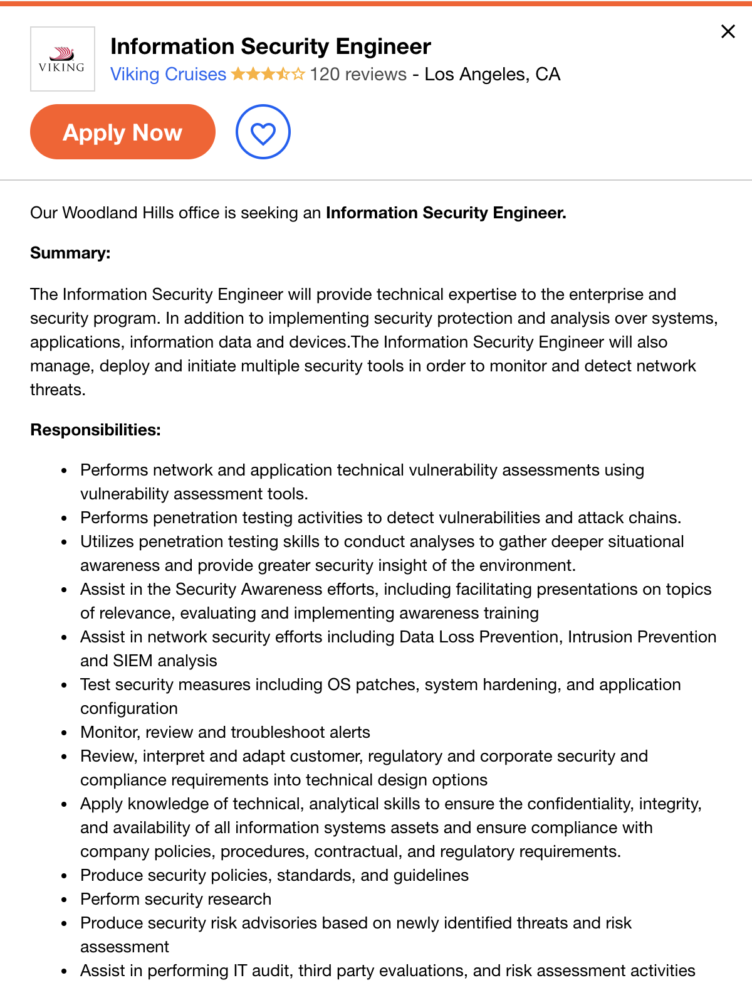 VIKING
Information Security Engineer
Viking Cruises 120 reviews - Los Angeles, CA
Apply Now
Our Woodland Hills office is seeking an Information Security Engineer.
Summary:
The Information Security Engineer will provide technical expertise to the enterprise and
security program. In addition to implementing security protection and analysis over systems,
applications, information data and devices.The Information Security Engineer will also
manage, deploy and initiate multiple security tools in order to monitor and detect network
threats.
Responsibilities:
• Performs network and application technical vulnerability assessments using
vulnerability assessment tools.
• Performs penetration testing activities to detect vulnerabilities and attack chains.
• Utilizes penetration testing skills to conduct analyses to gather deeper situational
awareness and provide greater security insight of the environment.
• Assist in the Security Awareness efforts, including facilitating presentations on topics
of relevance, evaluating and implementing awareness training
• Assist in network security efforts including Data Loss Prevention, Intrusion Prevention
and SIEM analysis
• Test security measures including OS patches, system hardening, and application
configuration
• Monitor, review and troubleshoot alerts
• Review, interpret and adapt customer, regulatory and corporate security and
compliance requirements into technical design options
• Apply knowledge of technical, analytical skills to ensure the confidentiality, integrity,
and availability of all information systems assets and ensure compliance with
company policies, procedures, contractual, and regulatory requirements.
• Produce security policies, standards, and guidelines
• Perform security research
• Produce security risk advisories based on newly identified threats and risk
assessment
• Assist in performing IT audit, third party evaluations, and risk assessment activities